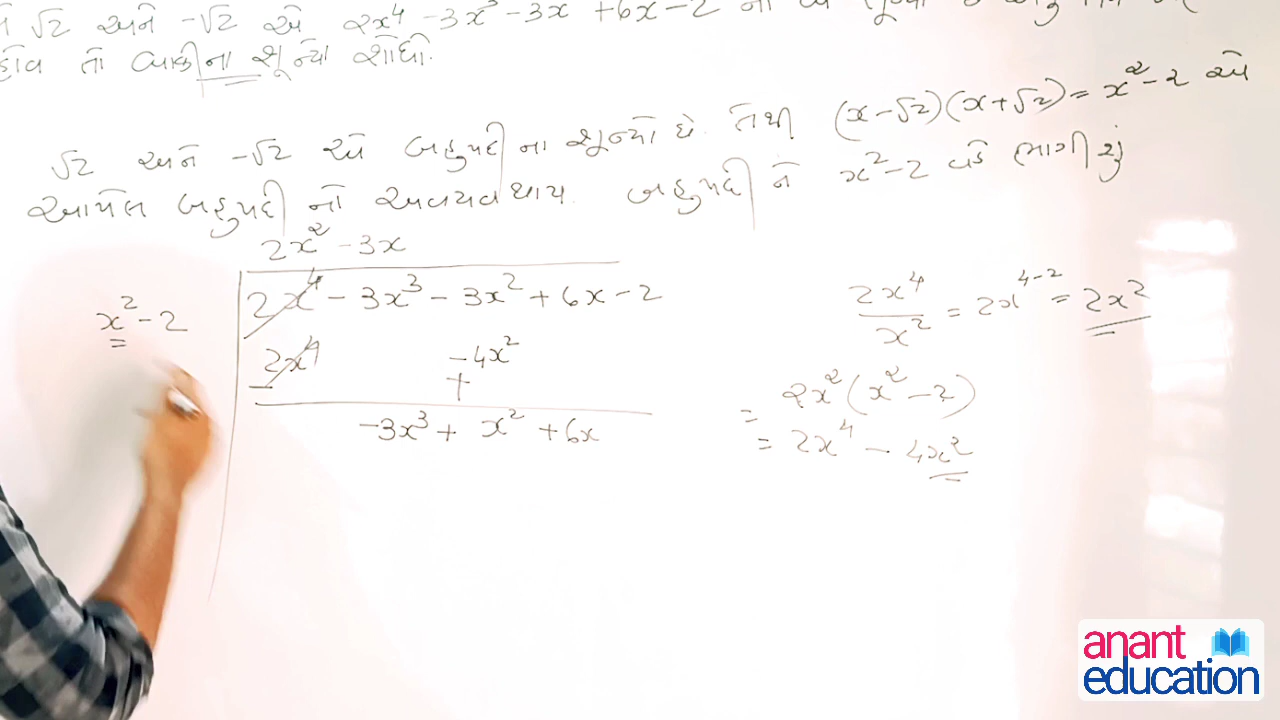 √2 અને -√2 એ 2x⁴ - 3x³ - 3x + 6x - 2 ના
તો બાકીના શૂન્યો શોધો.
√2 અને -√2 એ બહુપદી ના શૂન્યો છે. તેથી (x-√2)(x+√2) = x²-2 એ
આપેલ બહુપદી નો અવયવ થાય. બહુપદી ને x²-2 વડે ભાગીશું
2x² - 3x
x² - 2
2x⁴ - 3x³ - 3x² + 6x - 2
2x⁴ - 4x²
- +
-3x³ + x² + 6x
2x⁴/x² = 2x⁴⁻² = 2x²
= 2x²(x² - 2)
= 2x⁴ - 4x²
anant
education